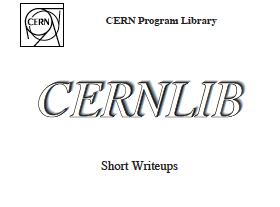 CERN
CERN Program Library
CERNLIB
Short Writeups